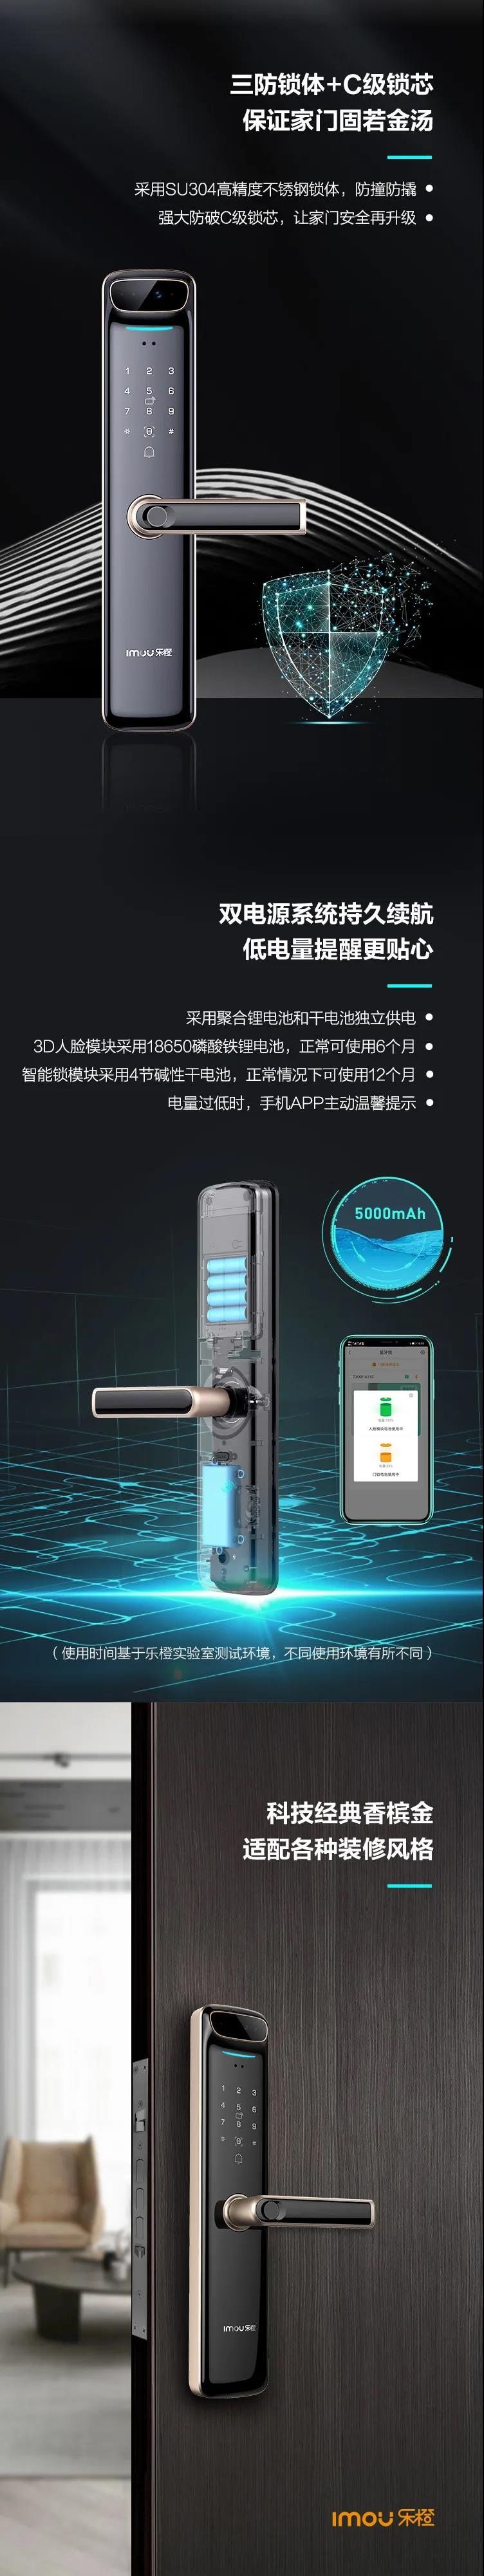 三防锁体+C级锁芯
保证家门固若金汤
采用SU304高精度不锈钢锁体，防撞防撬
强大防破C级锁芯，让家门安全再升级
1 2 3
4 5 6
7 8 9
* 0 #
imou 乐橙
双电源系统持久续航
低电量提醒更贴心
采用聚合锂电池和干电池独立供电
3D人脸模块采用18650磷酸铁锂电池，正常可使用6个月
智能锁模块采用4节碱性干电池，正常情况下可使用12个月
电量过低时，手机APP主动温馨提示
5000mAh
（使用时间基于乐橙实验室测试环境，不同使用环境有所不同）
科技经典香槟金
适配各种装修风格
1 2 3
4 5 6
7 8 9
* 0 #
imou 乐橙
imou 乐橙